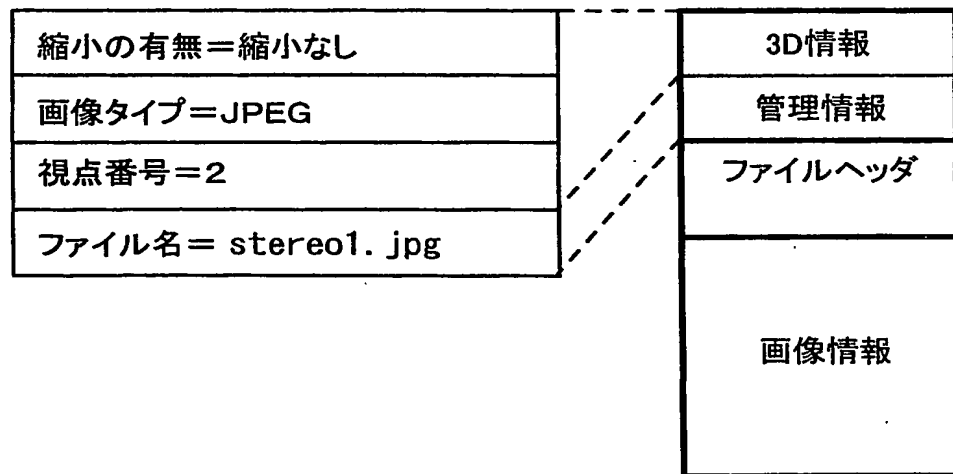 縮小の有無＝縮小なし
画像タイプ＝JPEG
視点番号＝2
ファイル名＝ stereo1. jpg
3D情報
管理情報
ファイルヘッダ
画像情報